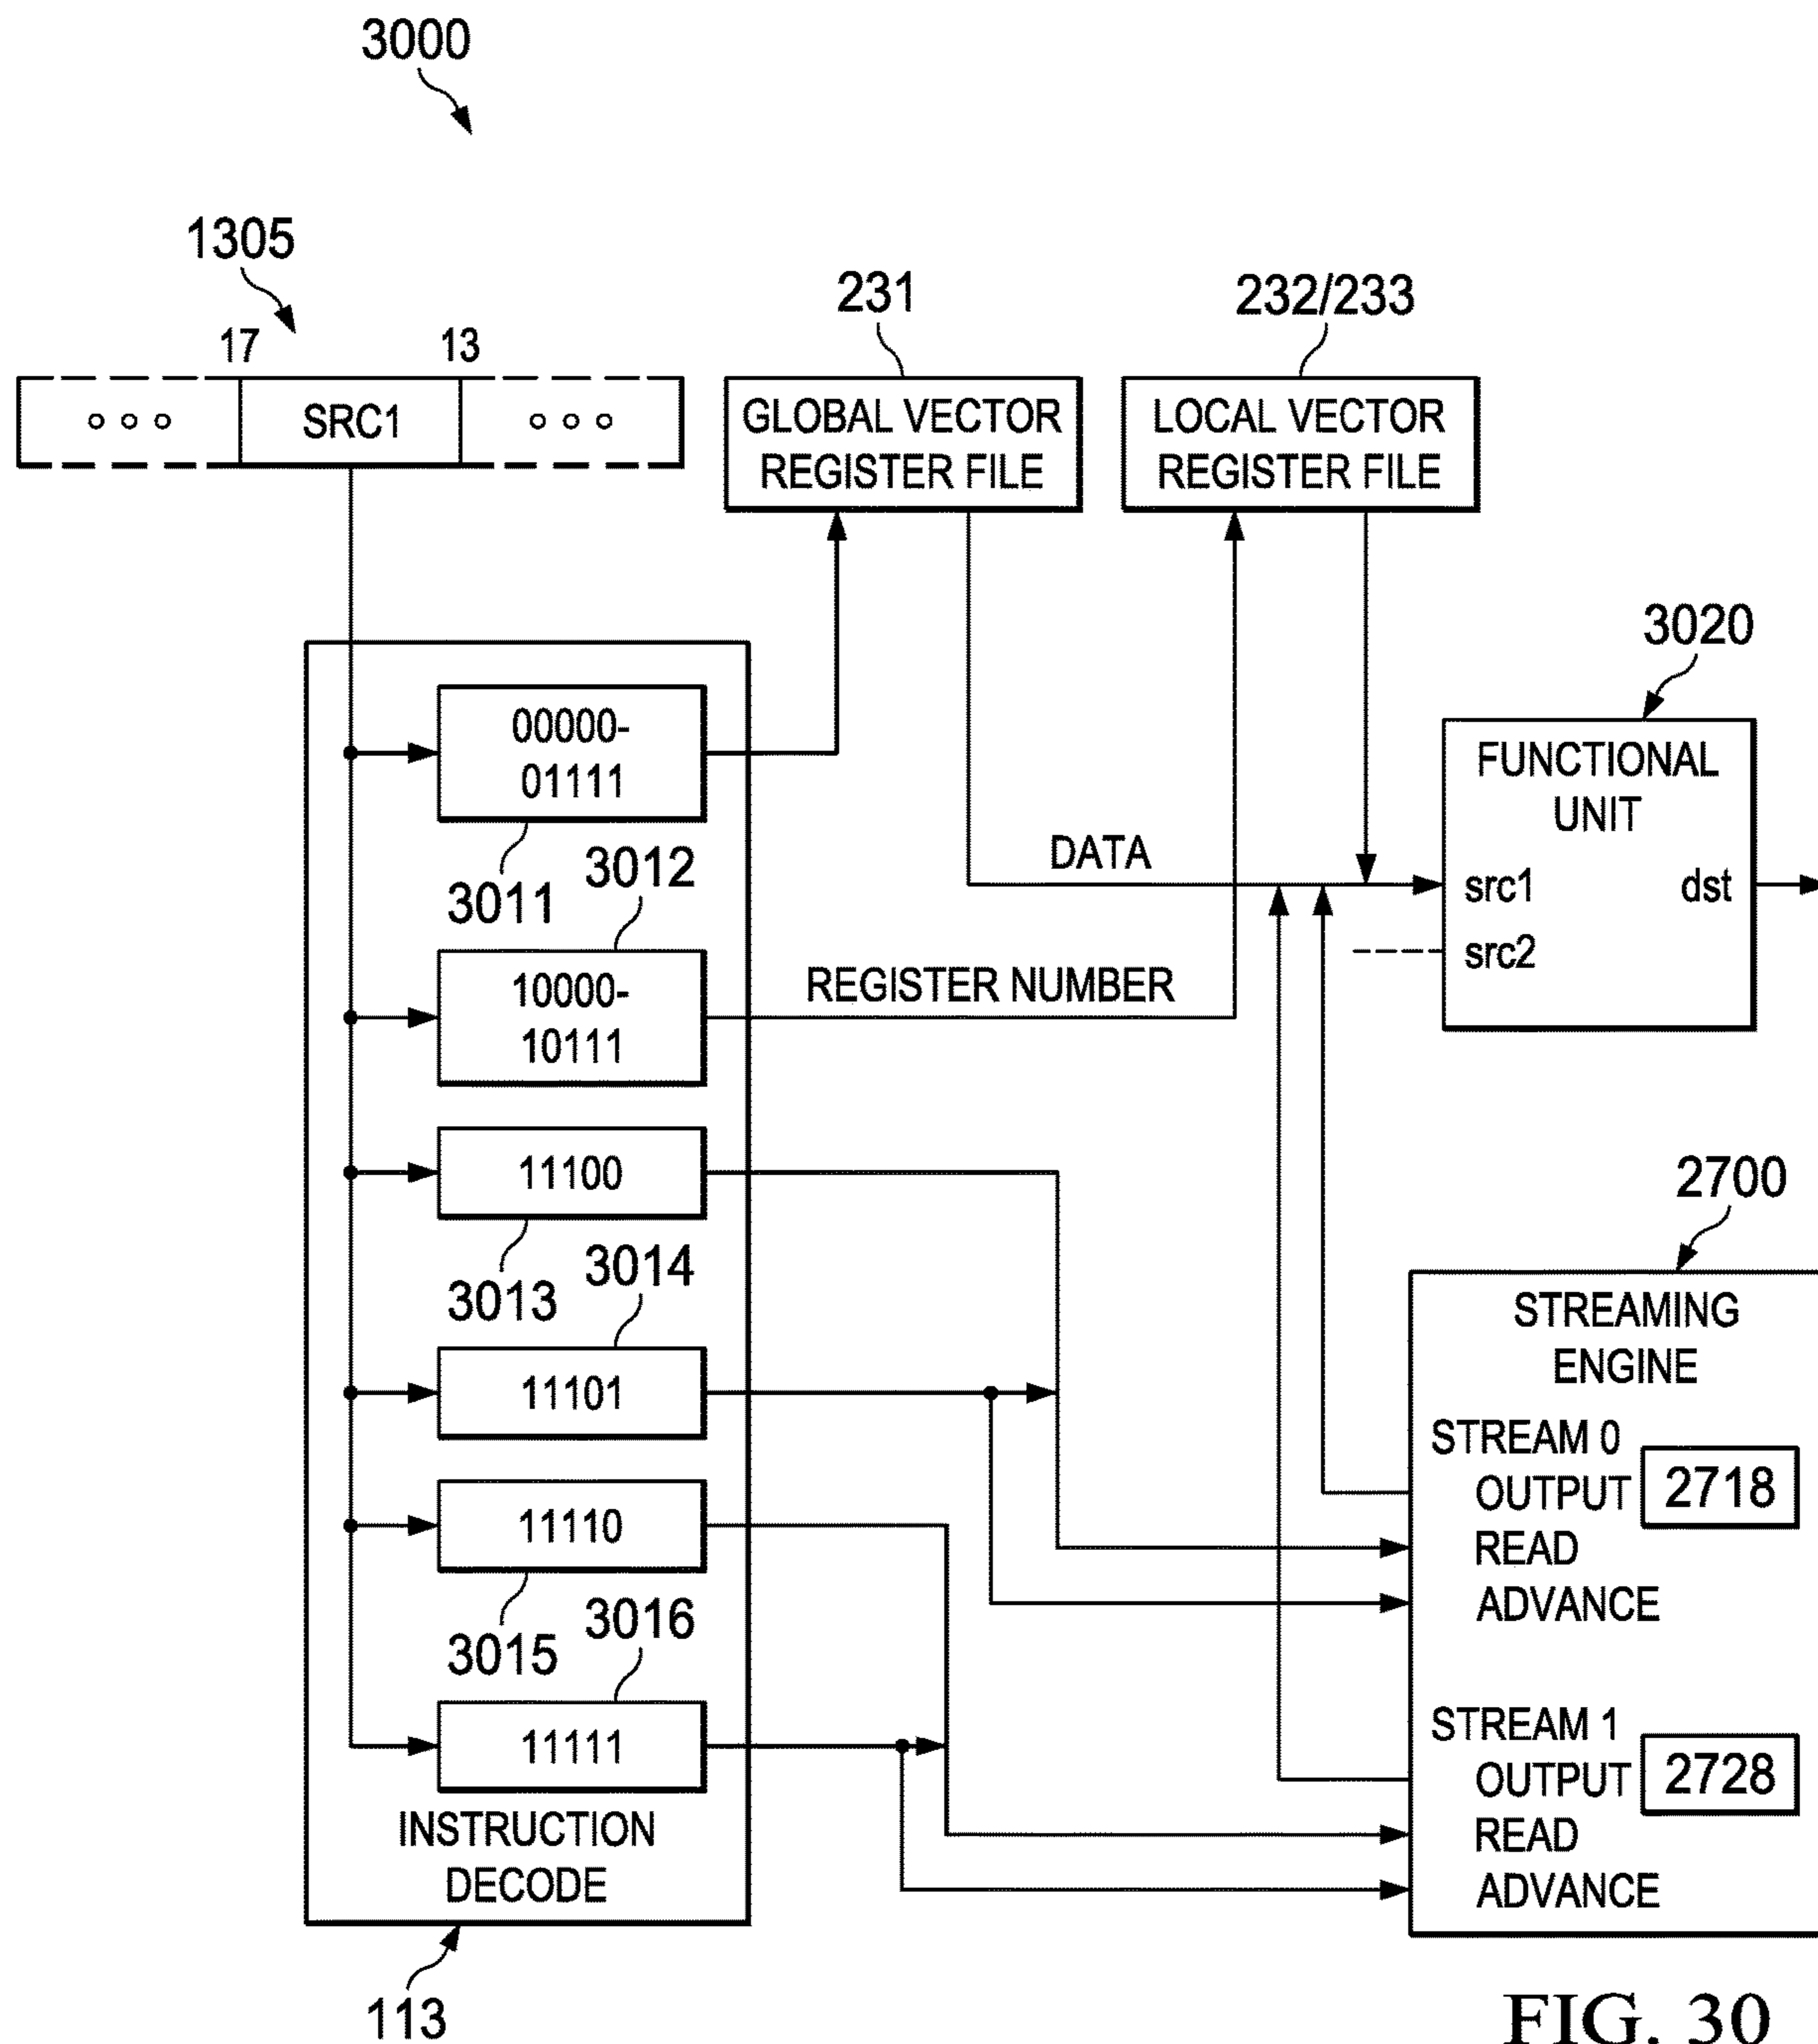 3000
1305
231
232/233
17
13
○ ○ ○
SRC1
○ ○ ○
GLOBAL VECTOR
REGISTER FILE
LOCAL VECTOR
REGISTER FILE
3020
00000-
01111
FUNCTIONAL
UNIT
3011
3012
DATA
src1
dst
src2
10000-
10111
REGISTER NUMBER
11100
2700
3013
3014
STREAMING
ENGINE
11101
STREAM 0
OUTPUT
2718
11110
READ
ADVANCE
3015
3016
11111
STREAM 1
OUTPUT
2728
INSTRUCTION
DECODE
READ
ADVANCE
113
FIG. 30